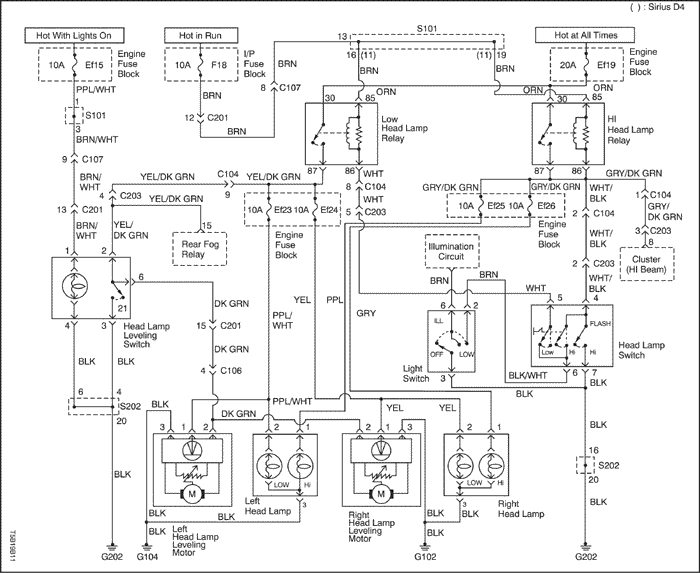 ( ) : Sirius D4
Hot With Lights On
Hot in Run
S101
Hot at All Times
10A
Ef15
Engine
Fuse
Block
10A
F18
I/P
Fuse
Block
BRN
13
16 (11)
(11) 19
20A
Ef19
Engine
Fuse
Block
PPL/WHT
1
S101
3
BRN
8
C107
BRN
BRN
ORN
ORN
12
C201
BRN
30
85
Low
Head Lamp
Relay
30
85
HI
Head Lamp
Relay
BRN/WHT
9
C107
87
86
WHT
87
86
BRN/
WHT
YEL/DK GRN
C104
9
YEL/DK GRN
8
C104
WHT
GRY/DK GRN
GRY/DK GRN
WHT/
BLK
GRY/DK GRN
1
C104
GRY/
DK GRN
4
C203
YEL/DK GRN
13
C201
10A
Ef23
10A
Ef24
Engine
Fuse
Block
5
C203
10A
Ef25
10A
Ef26
Engine
Fuse
Block
2
C104
3
C203
8
Cluster
(HI Beam)
BRN/
WHT
YEL/
DK GRN
15
Rear Fog
Relay
WHT/
BLK
Illumination
Circuit
2
C203
1
2
6
BRN
BRN
WHT
WHT/
BLK
21
DK GRN
YEL
PPL
GRY
5
4
4
3
Head Lamp
Leveling
Switch
15
C201
PPL/
WHT
6
2
ILL
OFF
LOW
FLASH
Low
Hi
Hi
Head Lamp
Switch
BLK
BLK
DK GRN
4
C106
Light
Switch
3
BLK/WHT
6
7
BLK
BLK
6
4
S202
20
BLK
PPL/WHT
DK GRN
YEL
YEL
BLK
3
1
2
2
1
2
1
3
2
1
16
S202
20
BLK
M
LOW
Hi
M
LOW
Hi
BLK
BLK
BLK
3
Left
Head Lamp
BLK
BLK
3
Right
Head Lamp
BLK
Left
Head Lamp
Leveling
Motor
Right
Head Lamp
Leveling
Motor
G202
G104
G102
G202
T5B19B11